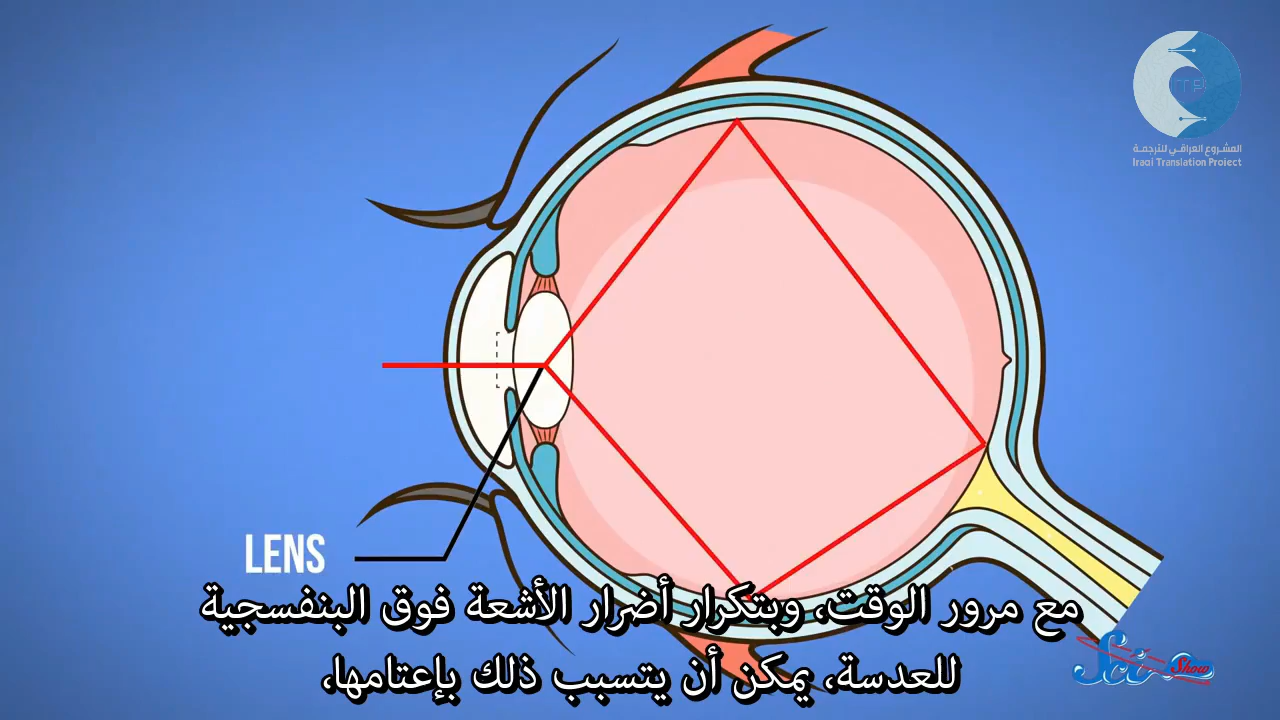 المشروع العراقي للترجمة
Iraqi Translation Project
LENS
مع مرور الوقت، وبتكرار أضرار الأشعة فوق البنفسجية
للعدسة، يمكن أن يتسبب ذلك بإعتامها،
Sci Show